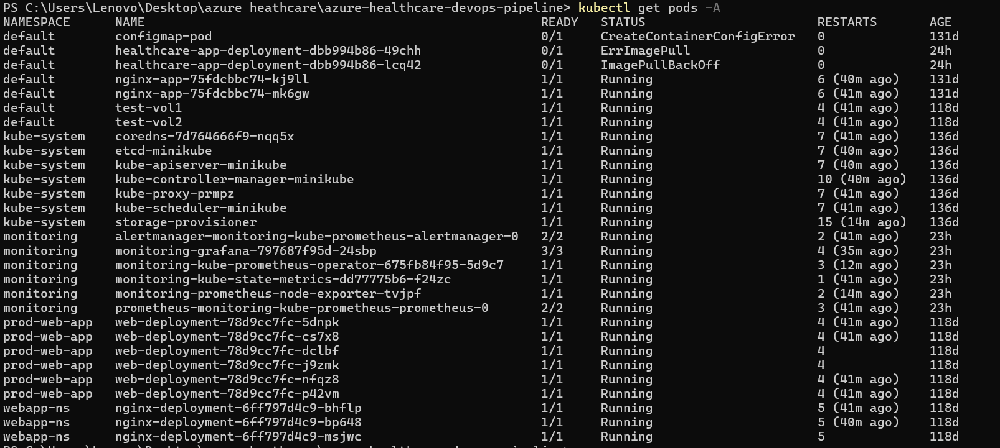 PS C:\Users\Lenovo\Desktop\azure heathcare\azure-healthcare-devops-pipeline> kubectl get pods -A
NAMESPACE NAME READY STATUS RESTARTS AGE
default configmap-pod 0/1 CreateContainerConfigError 0 131d
default healthcare-app-deployment-dbb994b86-49chh 0/1 ErrImagePull 0 24h
default healthcare-app-deployment-dbb994b86-lcq42 0/1 ImagePullBackOff 0 24h
default nginx-app-75fdcbbc74-kj9ll 1/1 Running 6 (40m ago) 131d
default nginx-app-75fdcbbc74-mk6gw 1/1 Running 6 (41m ago) 131d
default test-vol1 1/1 Running 4 (41m ago) 118d
default test-vol2 1/1 Running 4 (41m ago) 118d
kube-system coredns-7d764666f9-nqq5x 1/1 Running 7 (41m ago) 136d
kube-system etcd-minikube 1/1 Running 7 (40m ago) 136d
kube-system kube-apiserver-minikube 1/1 Running 7 (40m ago) 136d
kube-system kube-controller-manager-minikube 1/1 Running 10 (40m ago) 136d
kube-system kube-proxy-prmpz 1/1 Running 7 (41m ago) 136d
kube-system kube-scheduler-minikube 1/1 Running 7 (41m ago) 136d
kube-system storage-provisioner 1/1 Running 15 (14m ago) 136d
monitoring alertmanager-monitoring-kube-prometheus-alertmanager-0 2/2 Running 2 (41m ago) 23h
monitoring monitoring-grafana-797687f95d-24sbp 3/3 Running 4 (35m ago) 23h
monitoring monitoring-kube-prometheus-operator-675fb84f95-5d9c7 1/1 Running 3 (12m ago) 23h
monitoring monitoring-kube-state-metrics-dd77775b6-f24zc 1/1 Running 1 (41m ago) 23h
monitoring monitoring-prometheus-node-exporter-tvjpf 1/1 Running 2 (14m ago) 23h
monitoring prometheus-monitoring-kube-prometheus-prometheus-0 2/2 Running 3 (41m ago) 23h
prod-web-app web-deployment-78d9cc7fc-5dnpk 1/1 Running 4 (41m ago) 118d
prod-web-app web-deployment-78d9cc7fc-cs7x8 1/1 Running 4 (41m ago) 118d
prod-web-app web-deployment-78d9cc7fc-dclbf 1/1 Running 4 118d
prod-web-app web-deployment-78d9cc7fc-j9zmk 1/1 Running 4 118d
prod-web-app web-deployment-78d9cc7fc-nfqz8 1/1 Running 4 (41m ago) 118d
prod-web-app web-deployment-78d9cc7fc-p42vm 1/1 Running 4 (41m ago) 118d
webapp-ns nginx-deployment-6ff797d4c9-bhflp 1/1 Running 5 (41m ago) 118d
webapp-ns nginx-deployment-6ff797d4c9-bp648 1/1 Running 5 (40m ago) 118d
webapp-ns nginx-deployment-6ff797d4c9-msjwc 1/1 Running 5 118d